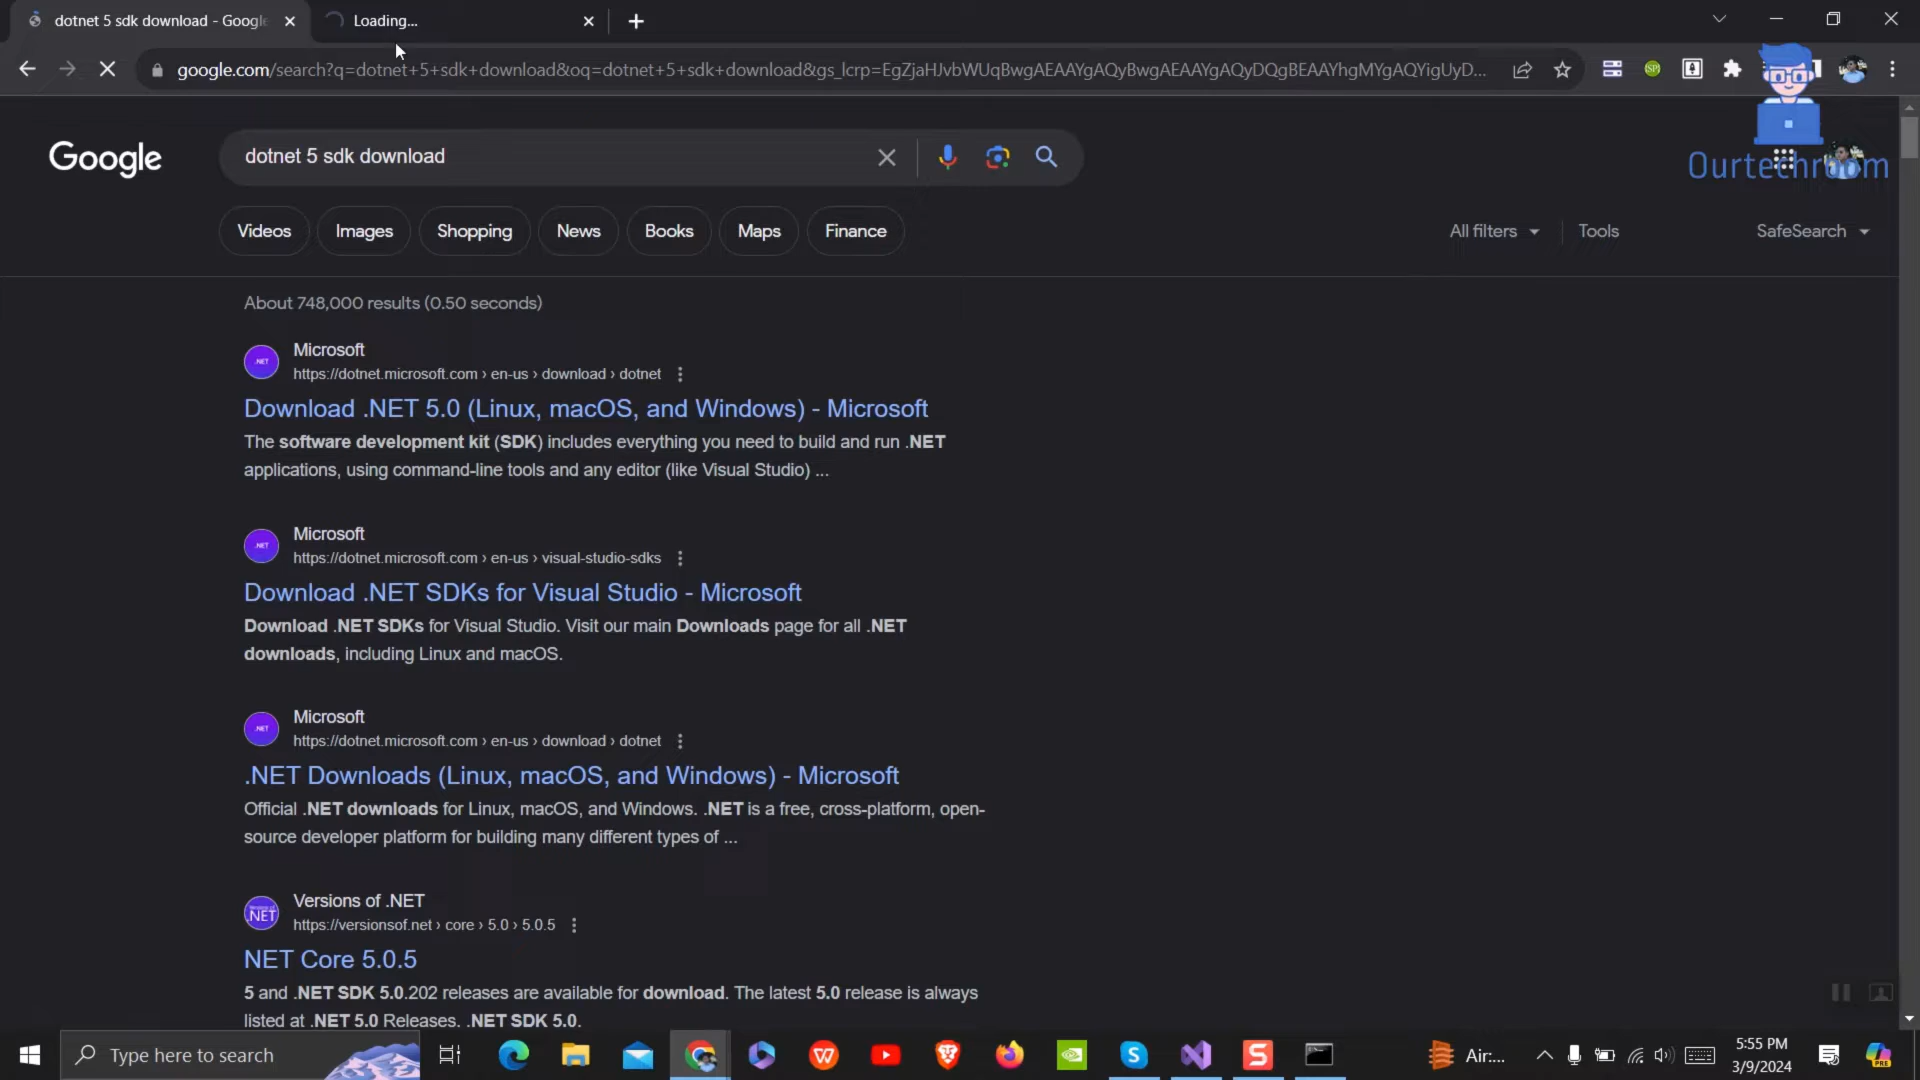 dotnet 5 sdk download - Google
Loading...
google.com/search?q=dotnet+5+sdk+download&oq=dotnet+5+sdk+download&gs_lcrp=EgZjaHJvbWUqBwgAEAAYgAQyBwgAEAAYgAQyDQgBEAAYhgMYgAQYigUyD...
Google
dotnet 5 sdk download
Ourtechroom
Videos
Images
Shopping
News
Books
Maps
Finance
All filters
Tools
SafeSearch
About 748,000 results (0.50 seconds)
.NET
Microsoft
https://dotnet.microsoft.com › en-us › download › dotnet
Download .NET 5.0 (Linux, macOS, and Windows) - Microsoft
The software development kit (SDK) includes everything you need to build and run .NET
applications, using command-line tools and any editor (like Visual Studio) ...
.NET
Microsoft
https://dotnet.microsoft.com › en-us › visual-studio-sdks
Download .NET SDKs for Visual Studio - Microsoft
Download .NET SDKs for Visual Studio. Visit our main Downloads page for all .NET
downloads, including Linux and macOS.
.NET
Microsoft
https://dotnet.microsoft.com › en-us › download › dotnet
.NET Downloads (Linux, macOS, and Windows) - Microsoft
Official .NET downloads for Linux, macOS, and Windows. .NET is a free, cross-platform, open-
source developer platform for building many different types of ...
.NET
Versions of .NET
https://versionsof.net › core › 5.0 › 5.0.5
NET Core 5.0.5
5 and .NET SDK 5.0.202 releases are available for download. The latest 5.0 release is always
listed at .NET 5.0 Releases. .NET SDK 5.0.
Type here to search
Air:...
5:55 PM
3/9/2024